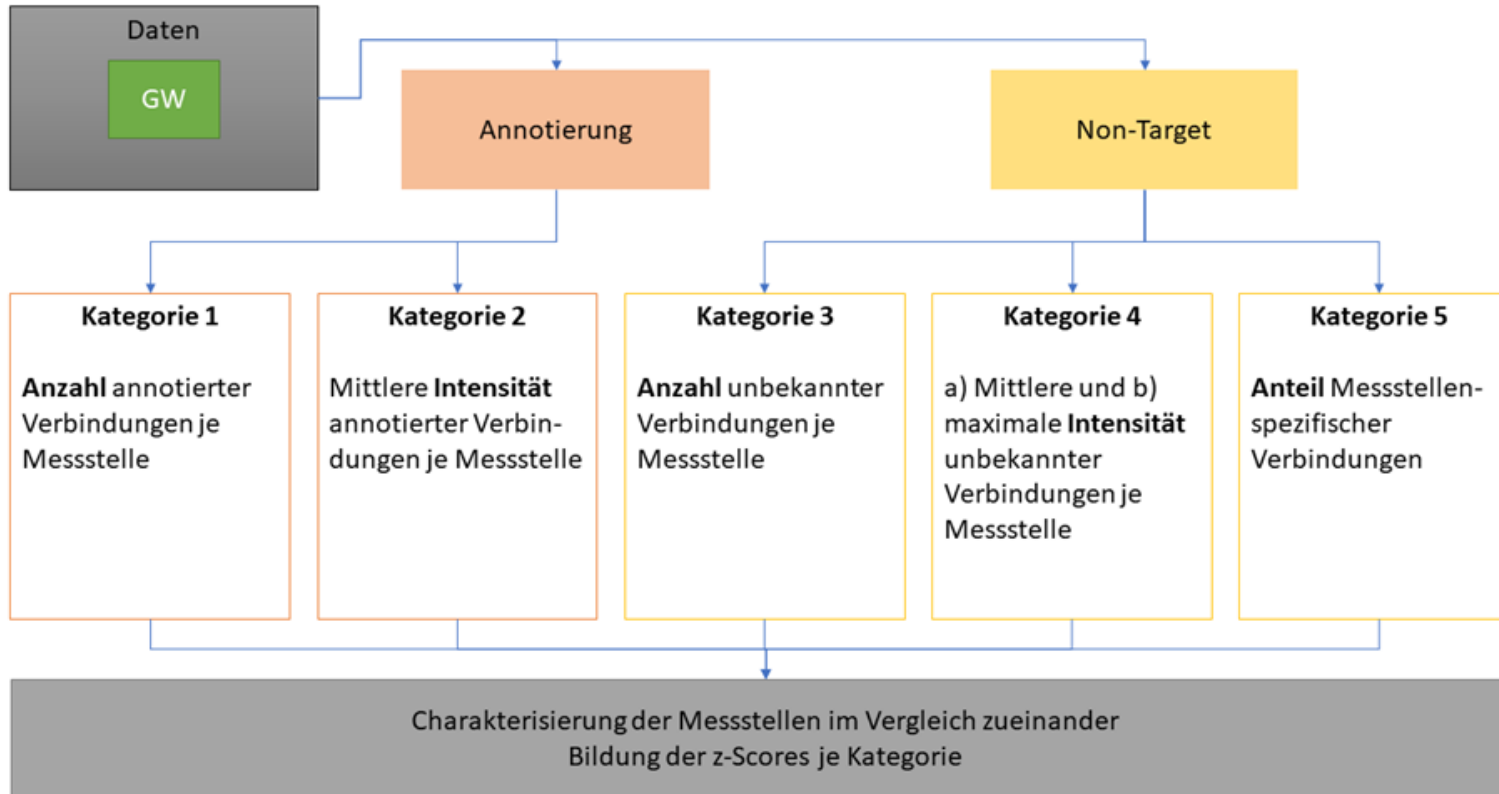 Daten
GW
Annotierung
Non-Target
Kategorie 1
Anzahl annotierter
Verbindungen je
Messstelle
Kategorie 2
Mittlere Intensität
annotierter Verbin-
dungen je Messstelle
Kategorie 3
Anzahl unbekannter
Verbindungen je
Messstelle
Kategorie 4
a) Mittlere und b)
maximale Intensität
unbekannter
Verbindungen je
Messstelle
Kategorie 5
Anteil Messstellen-
spezifischer
Verbindungen
Charakterisierung der Messstellen im Vergleich zueinander
Bildung der z-Scores je Kategorie